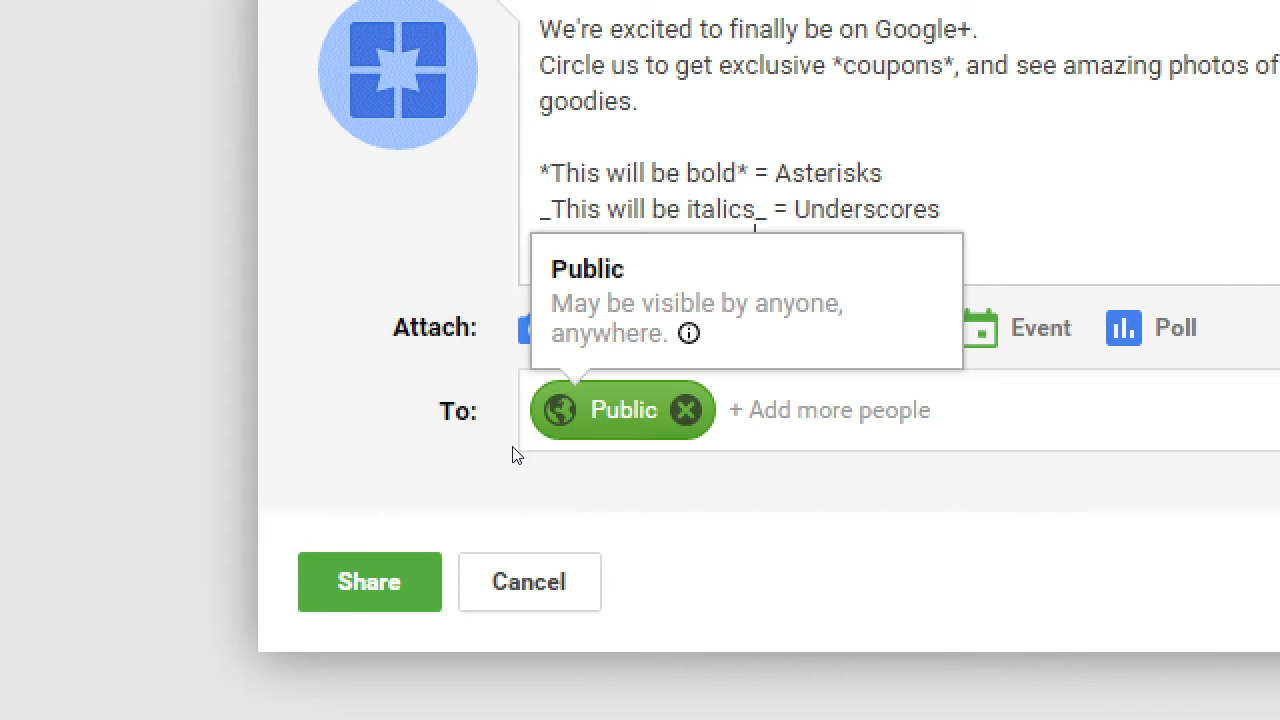 We're excited to finally be on Google+.
Circle us to get exclusive *coupons*, and see amazing photos of
goodies.
*This will be bold* = Asterisks
_This will be italics_ = Underscores
Public
May be visible by anyone,
anywhere.
Attach:
Event
Poll
To:
Public
+ Add more people
Share
Cancel